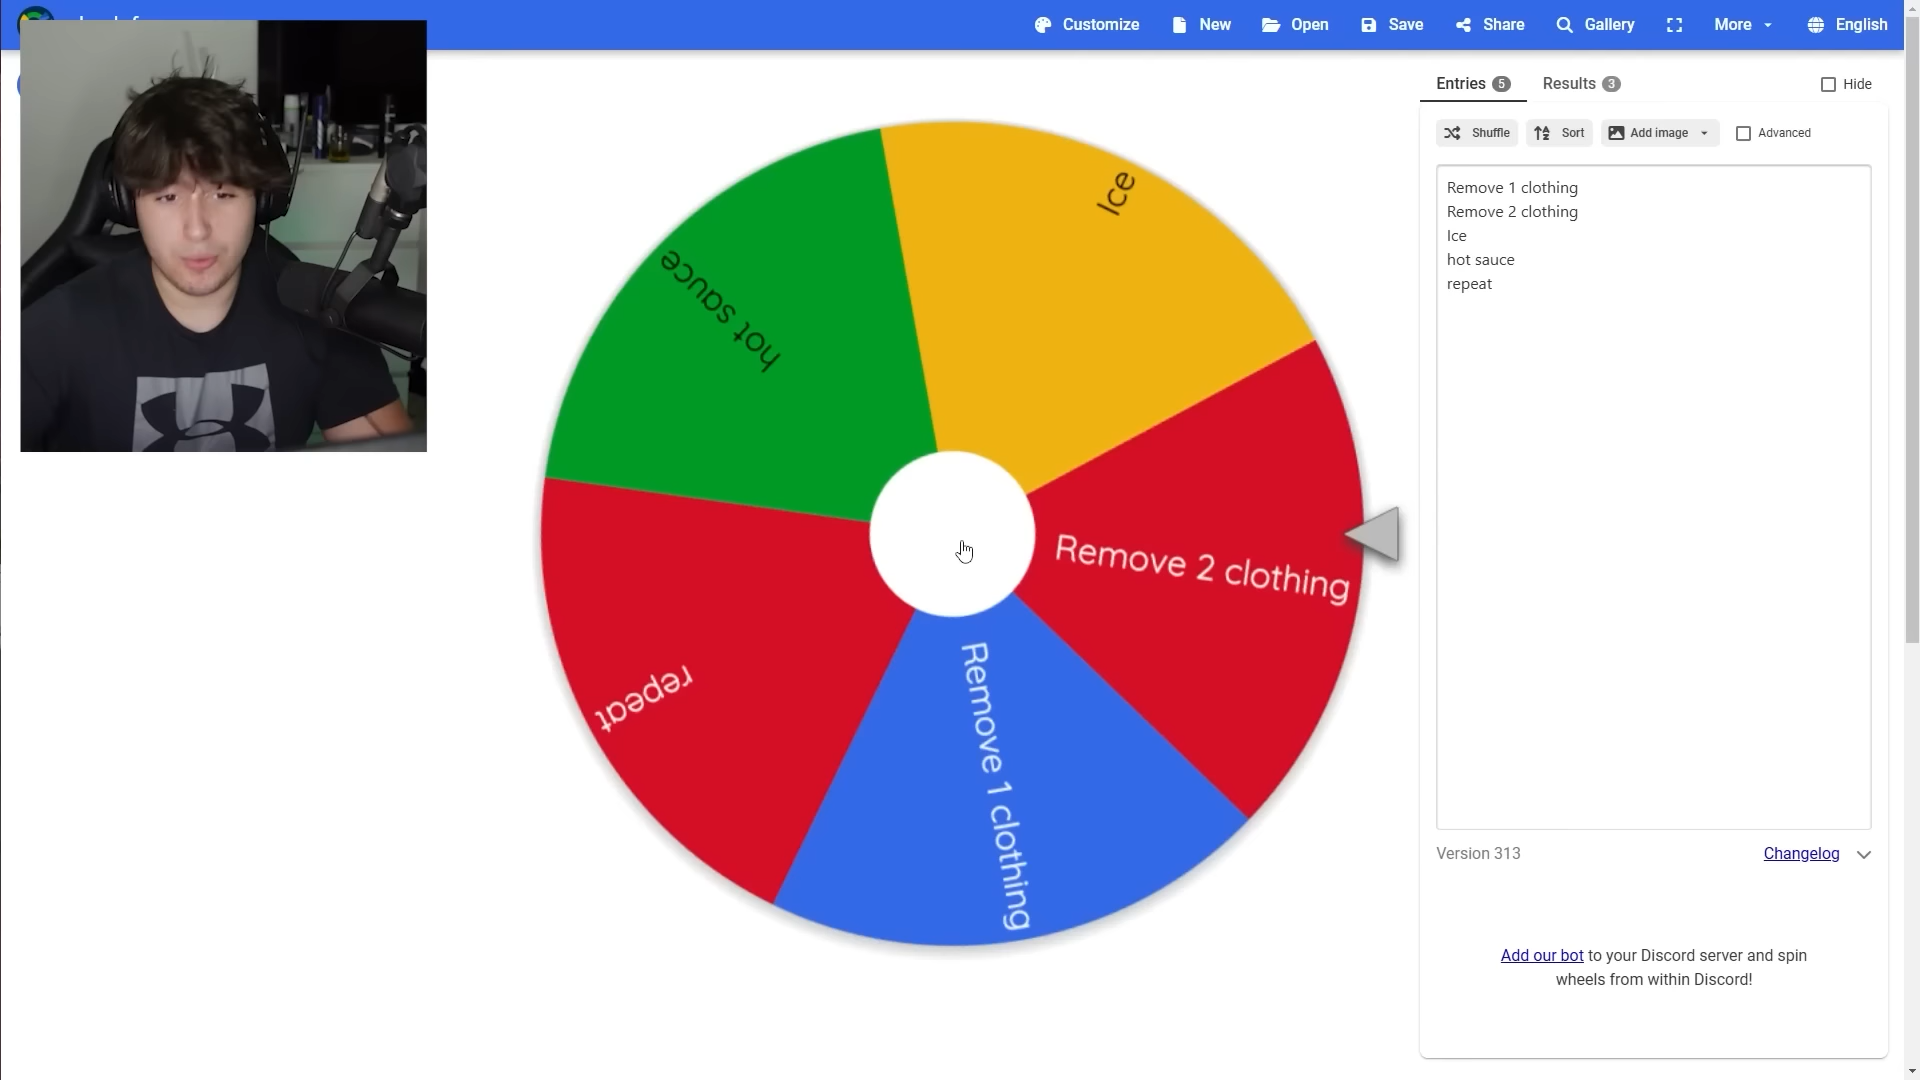 Customize
New
Open
Save
Share
Gallery
More
English
Entries 5
Results 3
Hide
Shuffle
Sort
Add image
Advanced
Remove 1 clothing
Remove 2 clothing
Ice
hot sauce
repeat
Ice
hot sauce
Remove 2 clothing
repeat
Remove 1 clothing
Version 313
Changelog
Add our bot to your Discord server and spin
wheels from within Discord!